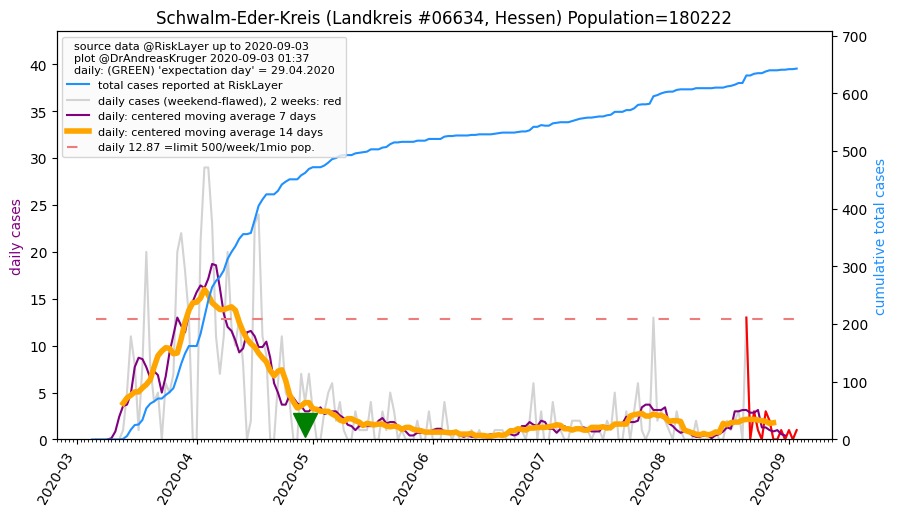 Schwalm-Eder-Kreis (Landkreis #06634, Hessen) Population=180222
source data @RiskLayer up to 2020-09-03
plot @DrAndreasKruger 2020-09-03 01:37
daily: (GREEN) 'expectation day' = 29.04.2020
total cases reported at RiskLayer
daily cases (weekend-flawed), 2 weeks: red
daily: centered moving average 7 days
daily: centered moving average 14 days
daily 12.87 =limit 500/week/1mio pop.
daily cases
40
35
30
25
20
15
10
5
0
cumulative total cases
700
600
500
400
300
200
100
0
2020-03
2020-04
2020-05
2020-06
2020-07
2020-08
2020-09